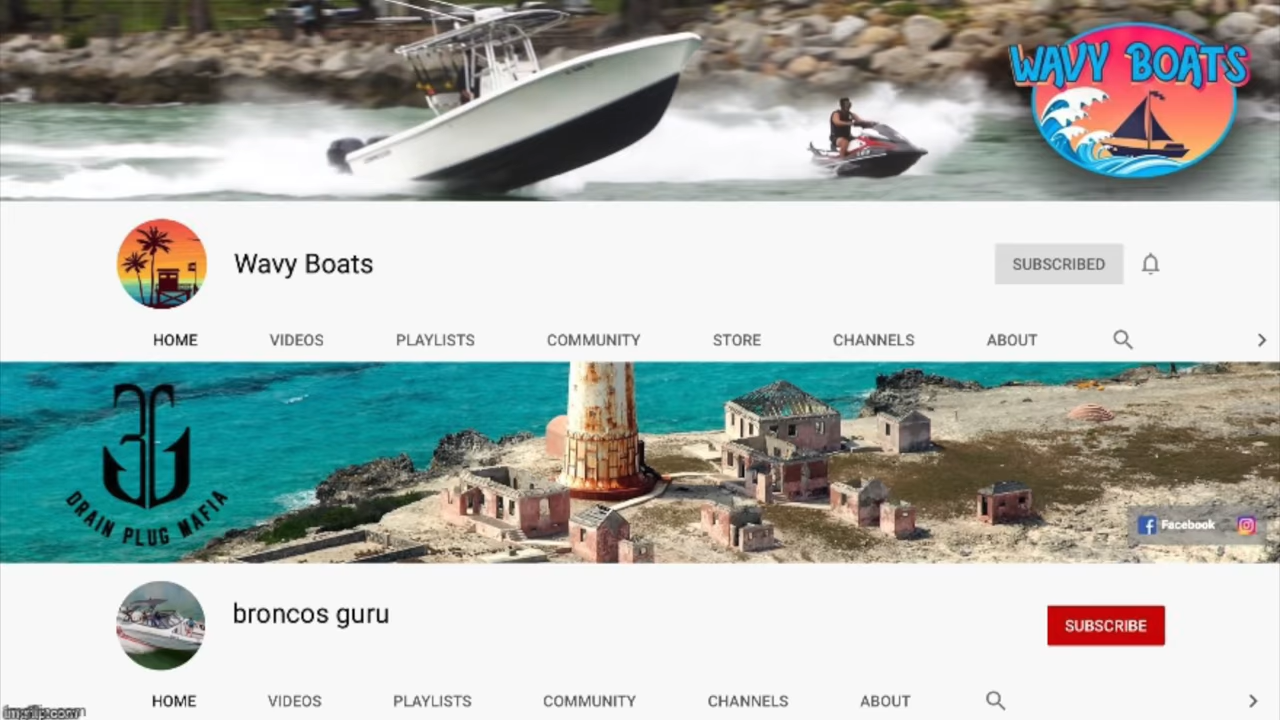 WAVY BOATS
Wavy Boats
SUBSCRIBED
HOME VIDEOS PLAYLISTS COMMUNITY STORE CHANNELS ABOUT
3G
DRAIN PLUG MAFIA
Facebook
broncos guru
SUBSCRIBE
HOME VIDEOS PLAYLISTS COMMUNITY CHANNELS ABOUT
imgflip.com